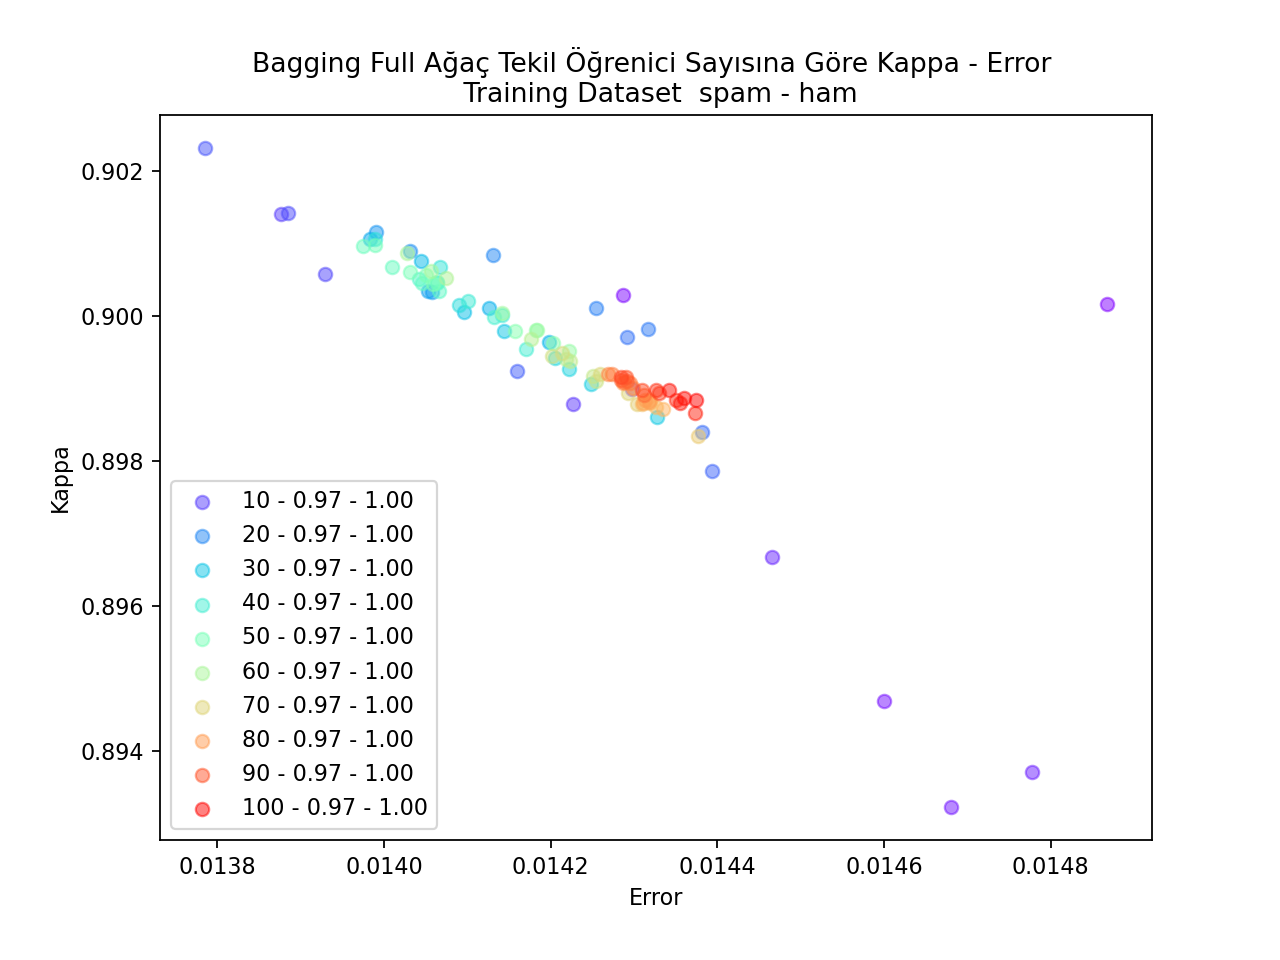 Bagging Full Ağaç Tekil Öğrenici Sayısına Göre Kappa - Error
Training Dataset  spam - ham
0.902
0.900
0.898
0.896
0.894
Kappa
10 - 0.97 - 1.00
20 - 0.97 - 1.00
30 - 0.97 - 1.00
40 - 0.97 - 1.00
50 - 0.97 - 1.00
60 - 0.97 - 1.00
70 - 0.97 - 1.00
80 - 0.97 - 1.00
90 - 0.97 - 1.00
100 - 0.97 - 1.00
0.0138 0.0140 0.0142 0.0144 0.0146 0.0148
Error